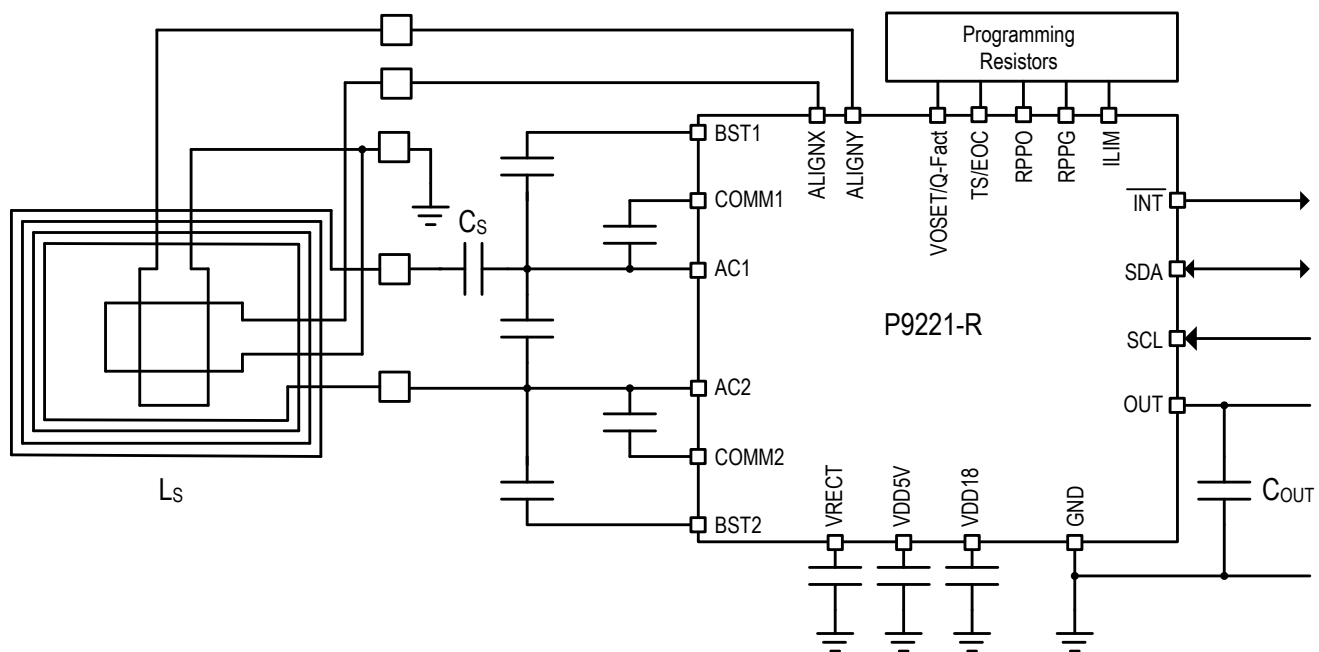 Programming
Resistors
BST1
COMM1
AC1
AC2
COMM2
BST2
ALIGNX
ALIGNY
VOSET/Q-Fact
TS/EOC
RPPO
RPPG
ILIM
INT
SDA
SCL
OUT
P9221-R
CS
LS
COUT
VRECT
VDD5V
VDD18
GND